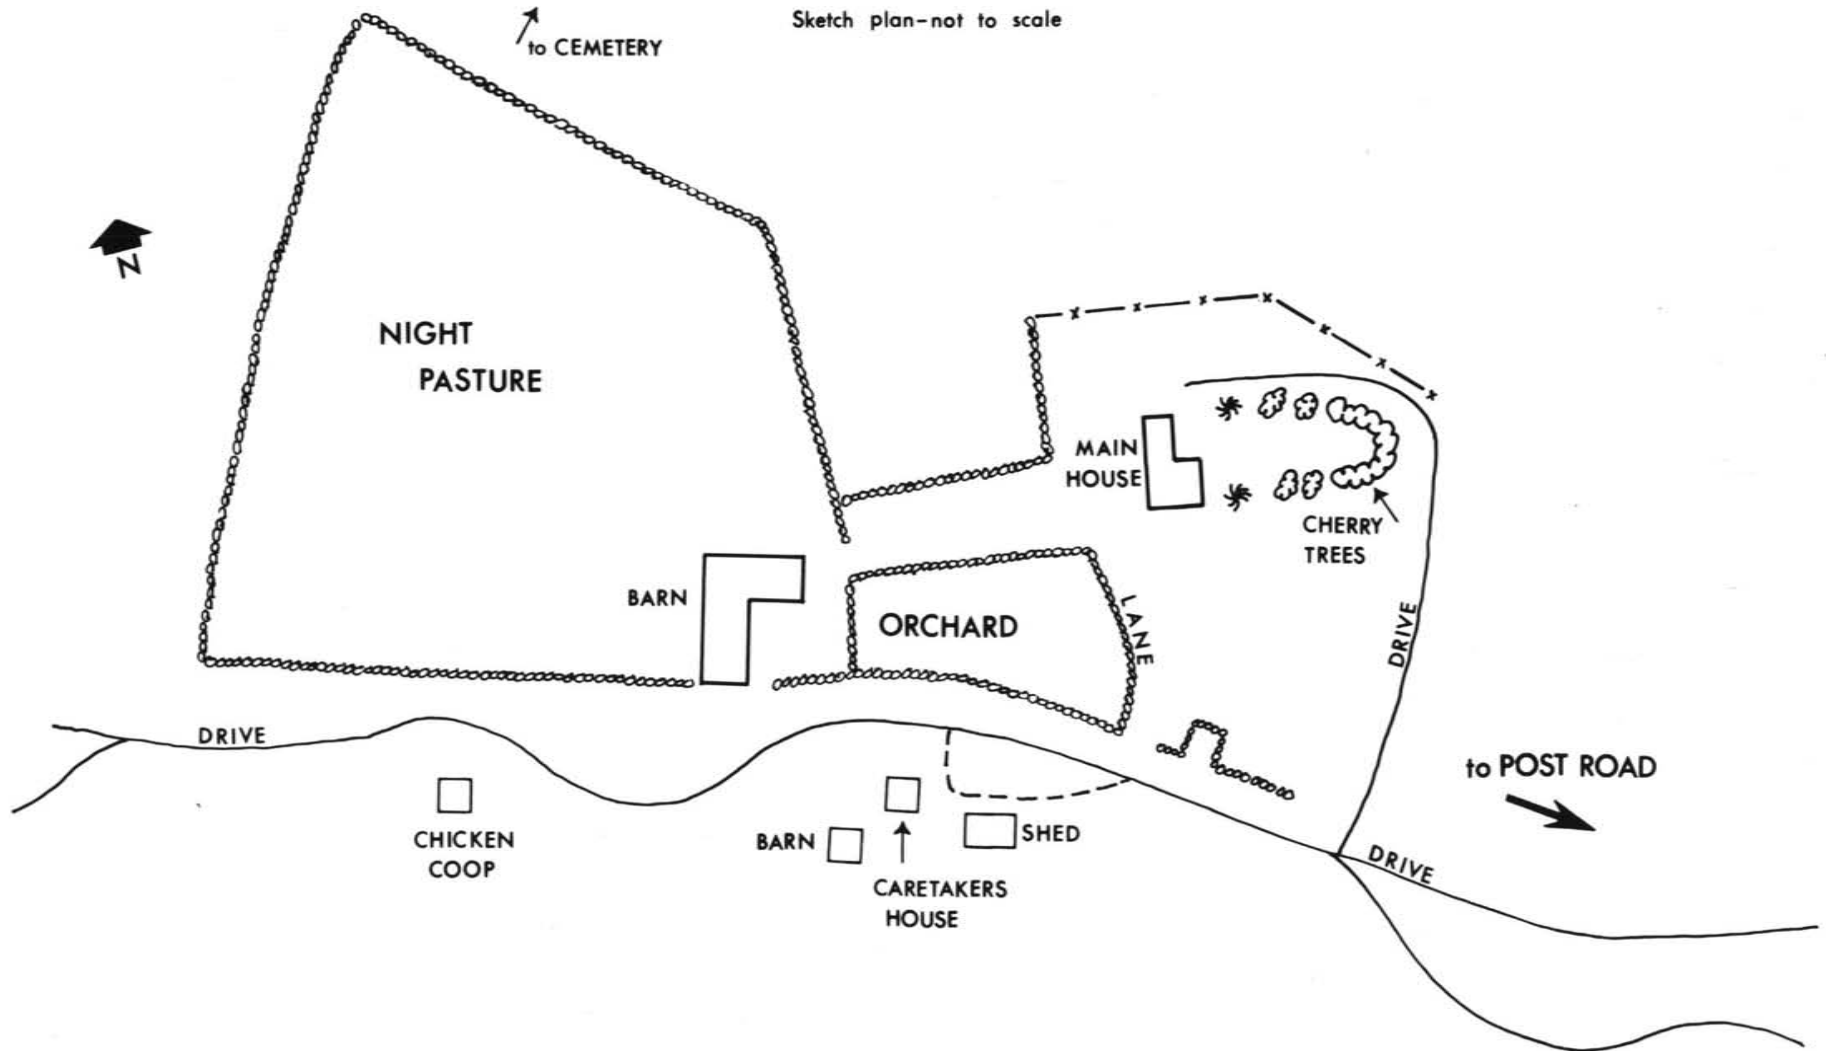 Sketch plan-not to scale
to CEMETERY
N
NIGHT
PASTURE
MAIN
HOUSE
CHERRY
TREES
BARN
ORCHARD
LANE
DRIVE
DRIVE
to POST ROAD
CHICKEN
COOP
BARN
SHED
CARETAKERS
HOUSE
DRIVE